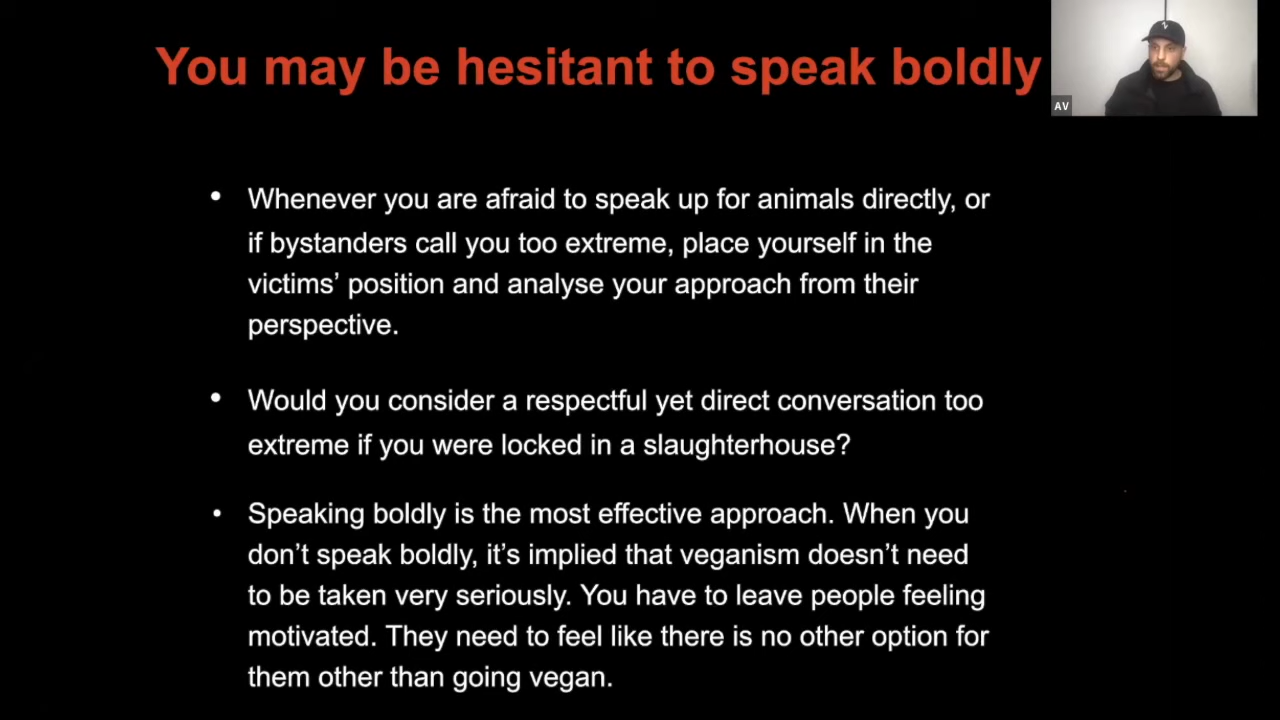 You may be hesitant to speak boldly
AV
• Whenever you are afraid to speak up for animals directly, or
if bystanders call you too extreme, place yourself in the
victims’ position and analyse your approach from their
perspective.
• Would you consider a respectful yet direct conversation too
extreme if you were locked in a slaughterhouse?
• Speaking boldly is the most effective approach. When you
don’t speak boldly, it’s implied that veganism doesn’t need
to be taken very seriously. You have to leave people feeling
motivated. They need to feel like there is no other option for
them other than going vegan.